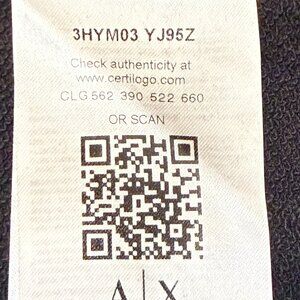 3HYM03 YJ95Z
Check authenticity at
www.certilogo.com
CLG 562 390 522 660
OR SCAN
A|X